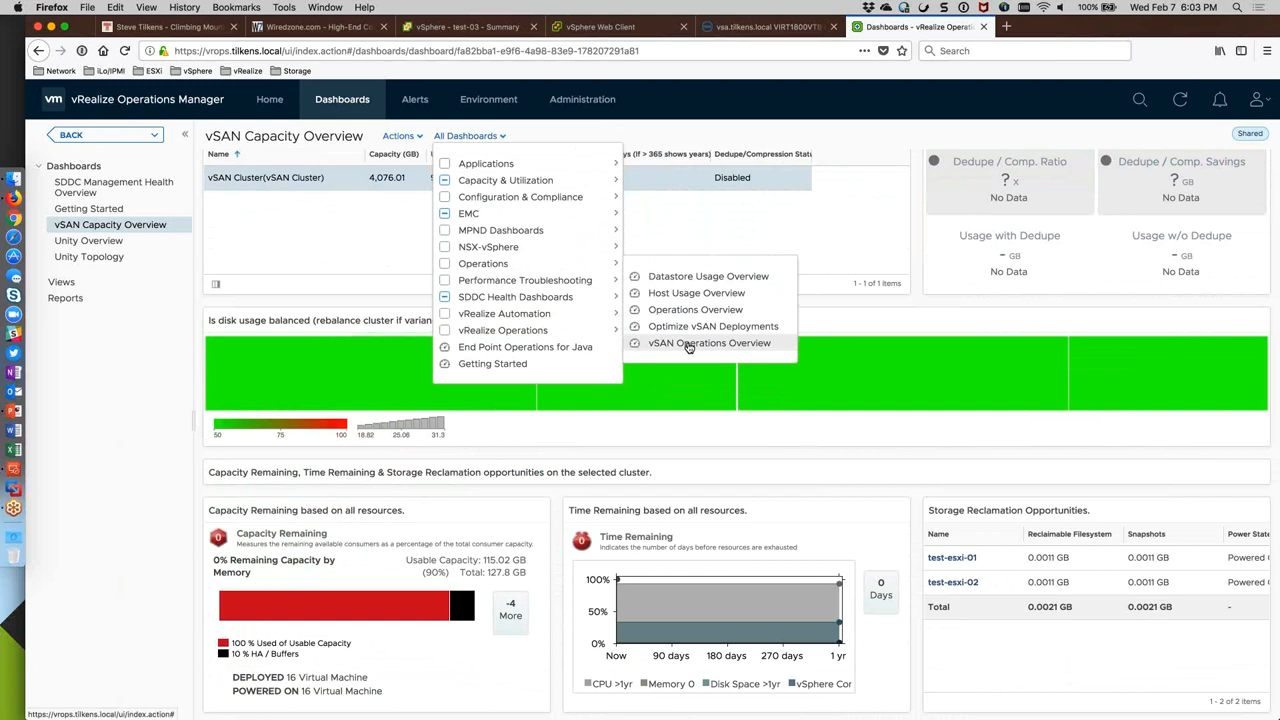 Firefox File Edit View History Bookmarks Tools Window Help
100% Wed Feb 7 6:03 PM
Steve Tilkens – Climbing Mou
Wiredzone.com - High-End Co
vSphere - test-03 - Summary
vSphere Web Client
vsa.tilkens.local VIRT1800VT
Dashboards - vRealize Operati
https://vrops.tilkens.local/ui/index.action#/dashboards/dashboard/fa82bba1-e9f6-4a98-83e9-178207291a81
Search
Network iLo/IPMI ESXi vSphere vRealize Storage
vm vRealize Operations Manager Home Dashboards Alerts Environment Administration
BACK
Dashboards
SDDC Management Health Overview
Getting Started
vSAN Capacity Overview
Unity Overview
Unity Topology
Views
Reports
vSAN Capacity Overview Actions All Dashboards Shared
Name Capacity (GB) (If > 365 shows years) Dedupe/Compression Statu
vSAN Cluster(vSAN Cluster) 4,076.01 Disabled
1 - 1 of 1 items
Applications
Capacity & Utilization
Configuration & Compliance
EMC
MPND Dashboards
NSX-vSphere
Operations
Performance Troubleshooting
SDDC Health Dashboards
vRealize Automation
vRealize Operations
End Point Operations for Java
Getting Started
Datastore Usage Overview
Host Usage Overview
Operations Overview
Optimize vSAN Deployments
vSAN Operations Overview
Dedupe / Comp. Ratio
? X
No Data
Dedupe / Comp. Savings
? GB
No Data
Usage with Dedupe
- GB
No Data
Usage w/o Dedupe
- GB
No Data
Is disk usage balanced (rebalance cluster if varian
50 75 100
18.82 25.06 31.3
Capacity Remaining, Time Remaining & Storage Reclamation opportunities on the selected cluster.
Capacity Remaining based on all resources.
0 Capacity Remaining
Measures the remaining available consumers as a percentage of the total consumer capacity.
0% Remaining Capacity by Memory
Usable Capacity: 115.02 GB
(90%) Total: 127.8 GB
-4 More
100 % Used of Usable Capacity
10 % HA / Buffers
DEPLOYED 16 Virtual Machine
POWERED ON 16 Virtual Machine
Time Remaining based on all resources.
0 Time Remaining
Indicates the number of days before resources are exhausted
100%
50%
0%
Now 90 days 180 days 270 days 1 yr
CPU >1yr Memory 0 Disk Space >1yr vSphere Cor
0 Days
Storage Reclamation Opportunities.
Name Reclaimable Filesystem Snapshots Power State
test-esxi-01 0.0011 GB 0.0011 GB Powered
test-esxi-02 0.0011 GB 0.0011 GB Powered
Total 0.0021 GB 0.0021 GB -
1 - 2 of 2 items
https://vrops.tilkens.local/ui/index.action#